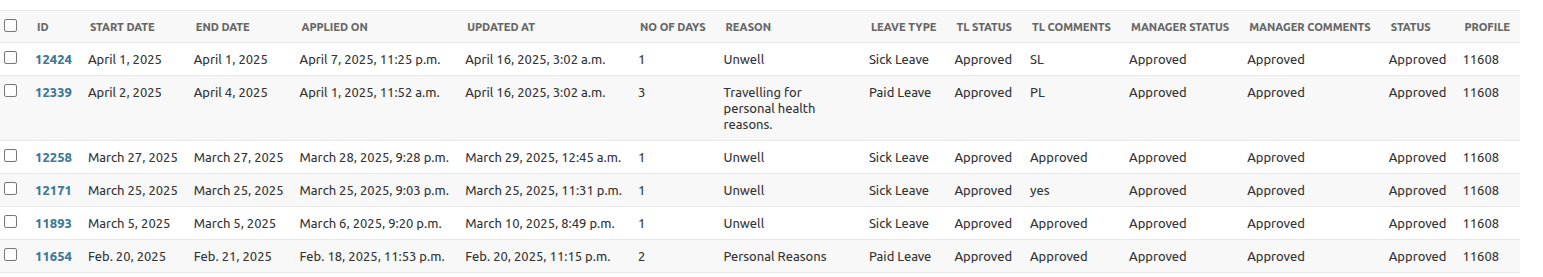 ID START DATE END DATE APPLIED ON UPDATED AT NO OF DAYS REASON LEAVE TYPE TL STATUS TL COMMENTS MANAGER STATUS MANAGER COMMENTS STATUS PROFILE
12424 April 1, 2025 April 1, 2025 April 7, 2025, 11:25 p.m. April 16, 2025, 3:02 a.m. 1 Unwell Sick Leave Approved SL Approved Approved Approved 11608
12339 April 2, 2025 April 4, 2025 April 1, 2025, 11:52 a.m. April 16, 2025, 3:02 a.m. 3 Travelling for Paid Leave Approved PL Approved Approved Approved 11608
personal health
reasons.
12258 March 27, 2025 March 27, 2025 March 28, 2025, 9:28 p.m. March 29, 2025, 12:45 a.m. 1 Unwell Sick Leave Approved Approved Approved Approved Approved 11608
12171 March 25, 2025 March 25, 2025 March 25, 2025, 9:03 p.m. March 25, 2025, 11:31 p.m. 1 Unwell Sick Leave Approved yes Approved Approved Approved 11608
11893 March 5, 2025 March 5, 2025 March 6, 2025, 9:20 p.m. March 10, 2025, 8:49 p.m. 1 Unwell Sick Leave Approved Approved Approved Approved Approved 11608
11654 Feb. 20, 2025 Feb. 21, 2025 Feb. 18, 2025, 11:53 p.m. Feb. 20, 2025, 11:15 p.m. 2 Personal Reasons Paid Leave Approved Approved Approved Approved Approved 11608